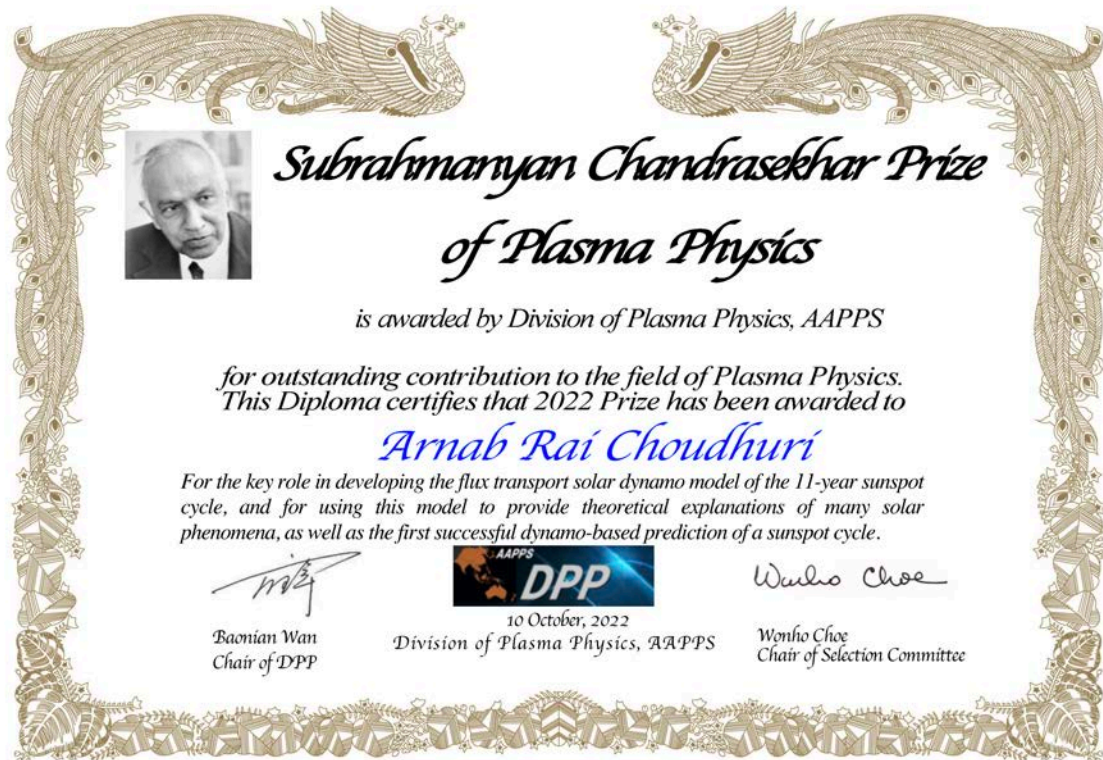 Subrahmanyan Chandrasekhar Prize
of Plasma Physics
is awarded by Division of Plasma Physics, AAPPS
for outstanding contribution to the field of Plasma Physics.
This Diploma certifies that 2022 Prize has been awarded to
Arnab Rai Choudhuri
For the key role in developing the flux transport solar dynamo model of the 11-year sunspot
cycle, and for using this model to provide theoretical explanations of many solar
phenomena, as well as the first successful dynamo-based prediction of a sunspot cycle.
AAPPS
DPP
10 October, 2022
Division of Plasma Physics, AAPPS
Baonian Wan
Chair of DPP
Wonho Choe
Wonho Choe
Chair of Selection Committee